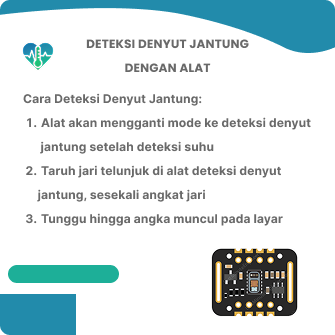 DETEKSI DENYUT JANTUNG
DENGAN ALAT
Cara Deteksi Denyut Jantung:
1. Alat akan mengganti mode ke deteksi denyut
jantung setelah deteksi suhu
2. Taruh jari telunjuk di alat deteksi denyut
jantung, sesekali angkat jari
3. Tunggu hingga angka muncul pada layar